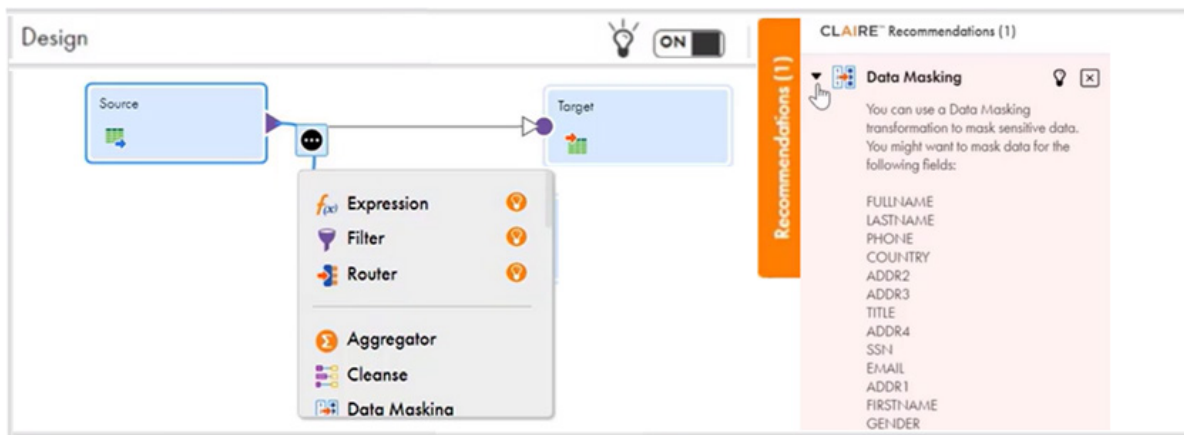 Design
ON
Source
Target
Expression
Filter
Router
Aggregator
Cleanse
Data Masking
Recommendations (1)
CLAIRE™ Recommendations (1)
Data Masking
You can use a Data Masking
transformation to mask sensitive data.
You might want to mask data for the
following fields:
FULLNAME
LASTNAME
PHONE
COUNTRY
ADDR2
ADDR3
TITLE
ADDR4
SSN
EMAIL
ADDR1
FIRSTNAME
GENDER